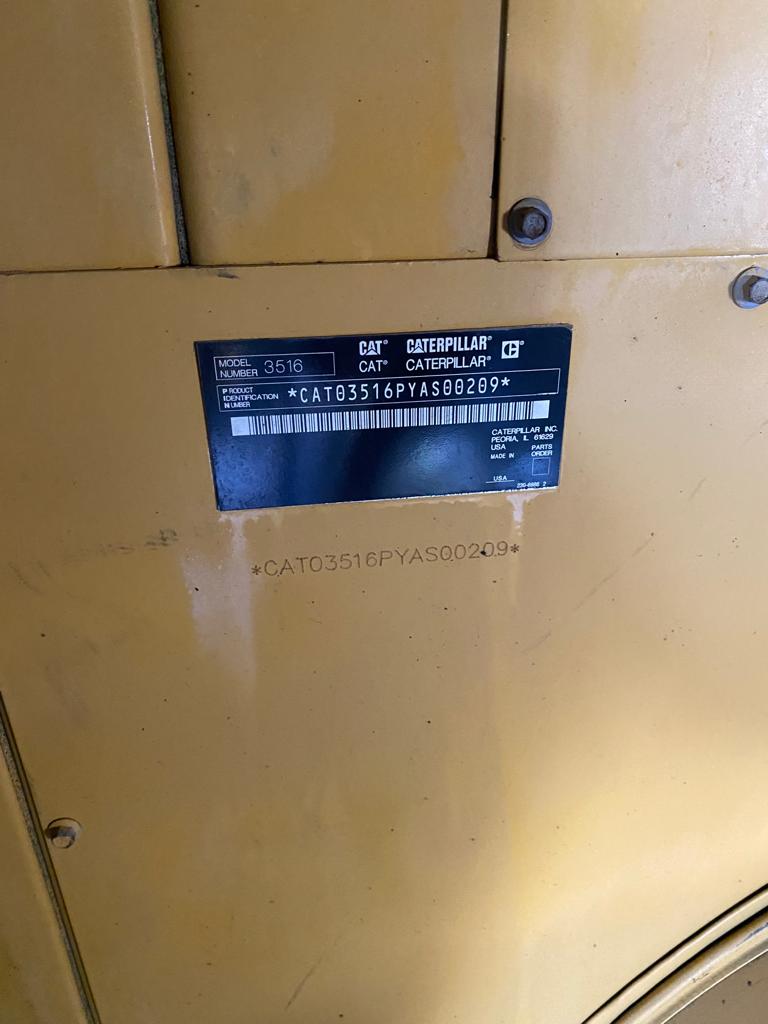 MODEL NUMBER 3516
CAT® CATERPILLAR® C
CAT® CATERPILLAR®
PRODUCT IDENTIFICATION NUMBER *CAT03516PYAS00209*
CATERPILLAR INC.
PEORIA, IL 61629
USA
MADE IN
USA
PARTS ORDER
*CAT03516PYAS00209*